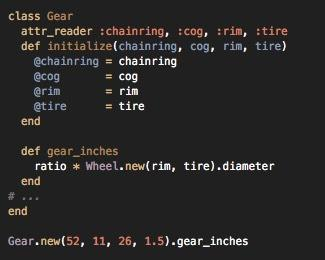 class Gear
  attr_reader :chainring, :cog, :rim, :tire
  def initialize(chainring, cog, rim, tire)
    @chainring = chainring
    @cog       = cog
    @rim       = rim
    @tire      = tire
  end

  def gear_inches
    ratio * Wheel.new(rim, tire).diameter
  end
# ...
end

Gear.new(52, 11, 26, 1.5).gear_inches